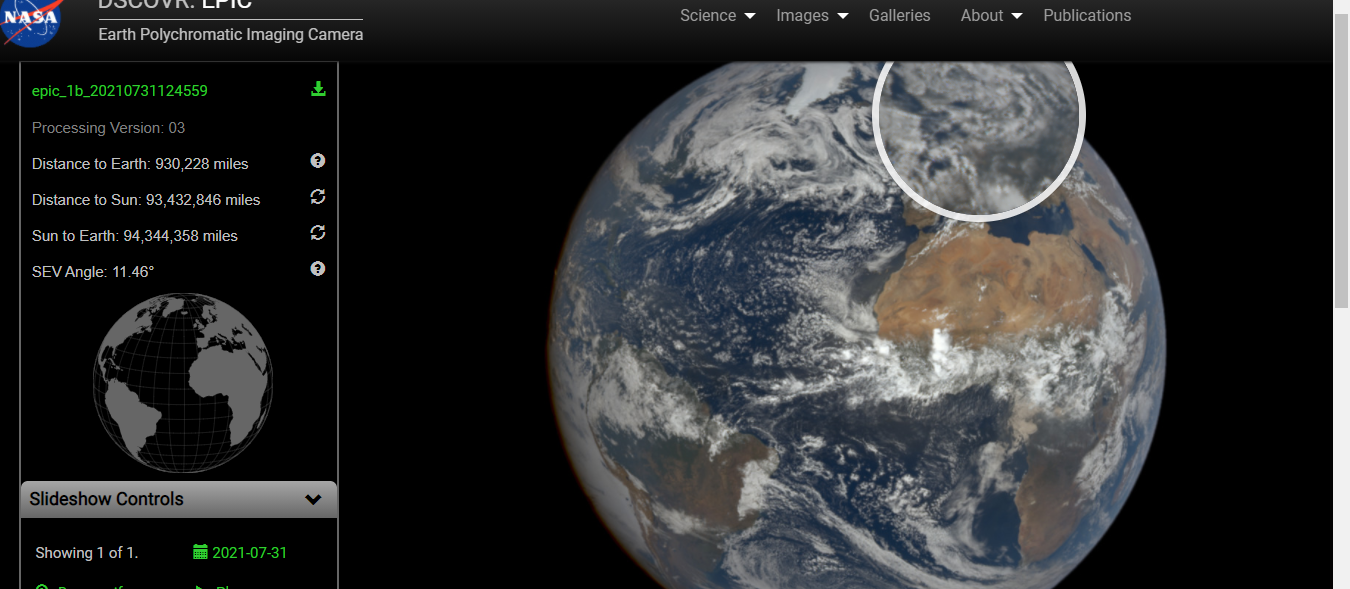 NASA
DSCOVR: EPIC
Earth Polychromatic Imaging Camera
Science Images Galleries About Publications
epic_1b_20210731124559
Processing Version: 03
Distance to Earth: 930,228 miles
Distance to Sun: 93,432,846 miles
Sun to Earth: 94,344,358 miles
SEV Angle: 11.46°
Slideshow Controls
Showing 1 of 1. 2021-07-31